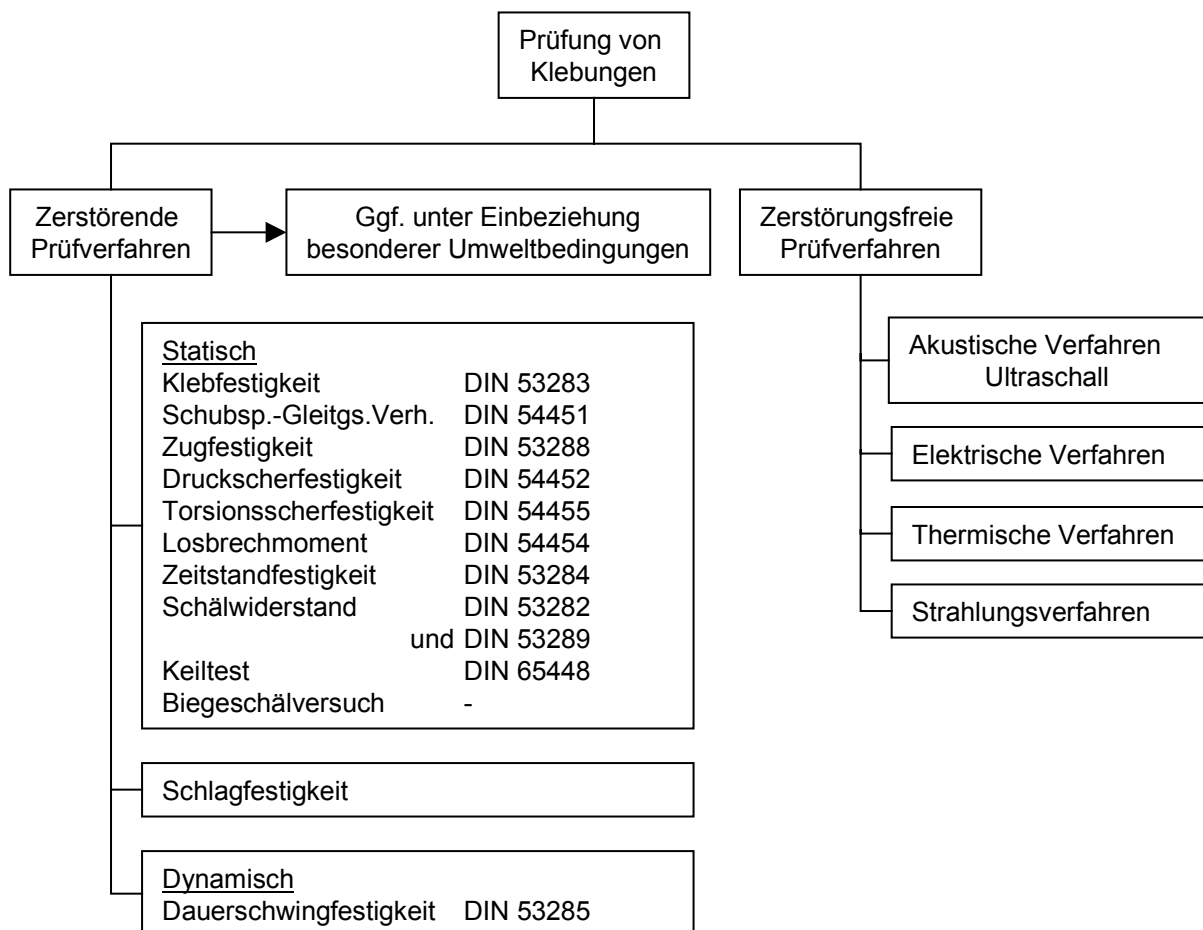 Prüfung von
Klebungen
Zerstörende
Prüfverfahren
Ggf. unter Einbeziehung
besonderer Umweltbedingungen
Zerstörungsfreie
Prüfverfahren
Statisch
Klebfestigkeit DIN 53283
Schubsp.-Gleitgs.Verh. DIN 54451
Zugfestigkeit DIN 53288
Druckscherfestigkeit DIN 54452
Torsionsscherfestigkeit DIN 54455
Losbrechmoment DIN 54454
Zeitstandfestigkeit DIN 53284
Schälwiderstand DIN 53282
und DIN 53289
Keiltest DIN 65448
Biegeschälversuch -
Schlagfestigkeit
Dynamisch
Dauerschwingfestigkeit DIN 53285
Akustische Verfahren
Ultraschall
Elektrische Verfahren
Thermische Verfahren
Strahlungsverfahren